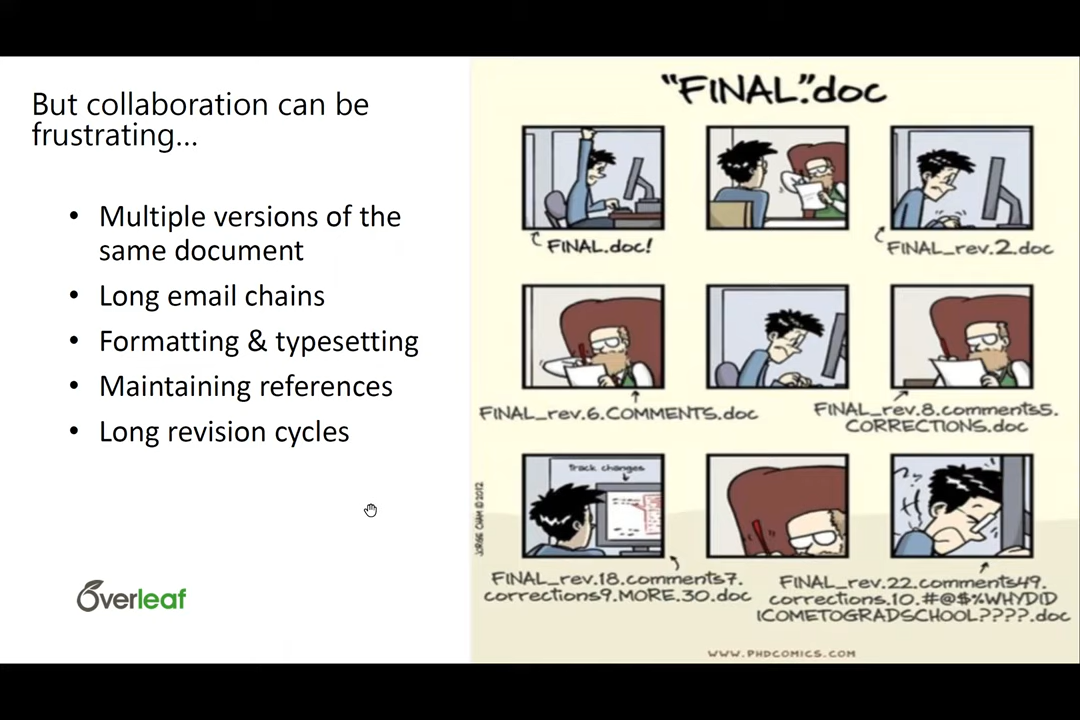 But collaboration can be
frustrating...
• Multiple versions of the
same document
• Long email chains
• Formatting & typesetting
• Maintaining references
• Long revision cycles
Overleaf
"FINAL".doc
FINAL.doc!
FINAL_rev.2.doc
FINAL_rev.6.COMMENTS.doc
FINAL_rev.8.comments5.
CORRECTIONS.doc
Track changes
FINAL_rev.18.comments7.
corrections9.MORE.30.doc
FINAL_rev.22.comments49.
corrections.10.#@$%WHYDID
ICOMETOGRADSCHOOL????.doc
JORGE CHAM © 2012
WWW.PHDCOMICS.COM